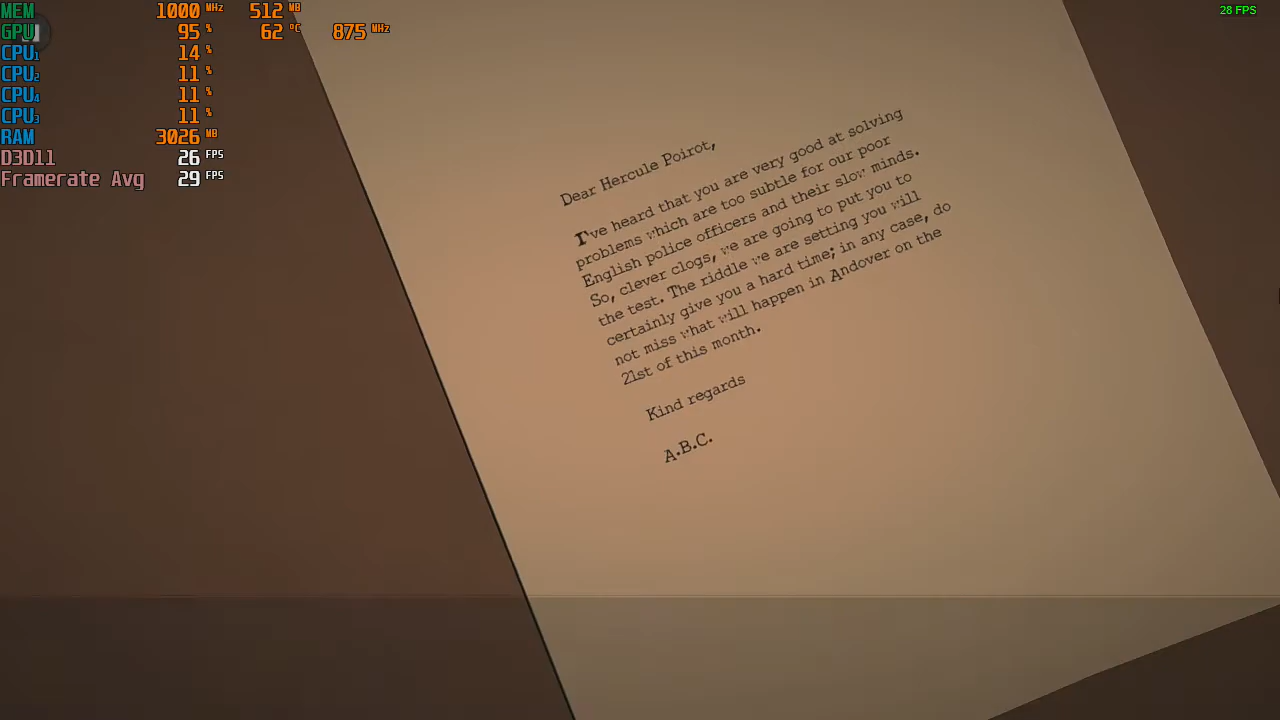 MEM 1000 MHz 512 MB
GPU 95 % 62 °C 875 MHz
CPU1 14 %
CPU2 11 %
CPU4 11 %
CPU3 11 %
RAM 3026 MB
D3D11 26 FPS
Framerate Avg 29 FPS
28 FPS
Dear Hercule Poirot,
I've heard that you are very good at solving
problems which are too subtle for our poor
English police officers and their slow minds.
So, clever clogs, we are going to put you to
the test. The riddle we are setting you will
certainly give you a hard time; in any case, do
not miss what will happen in Andover on the
21st of this month.
Kind regards
A.B.C.